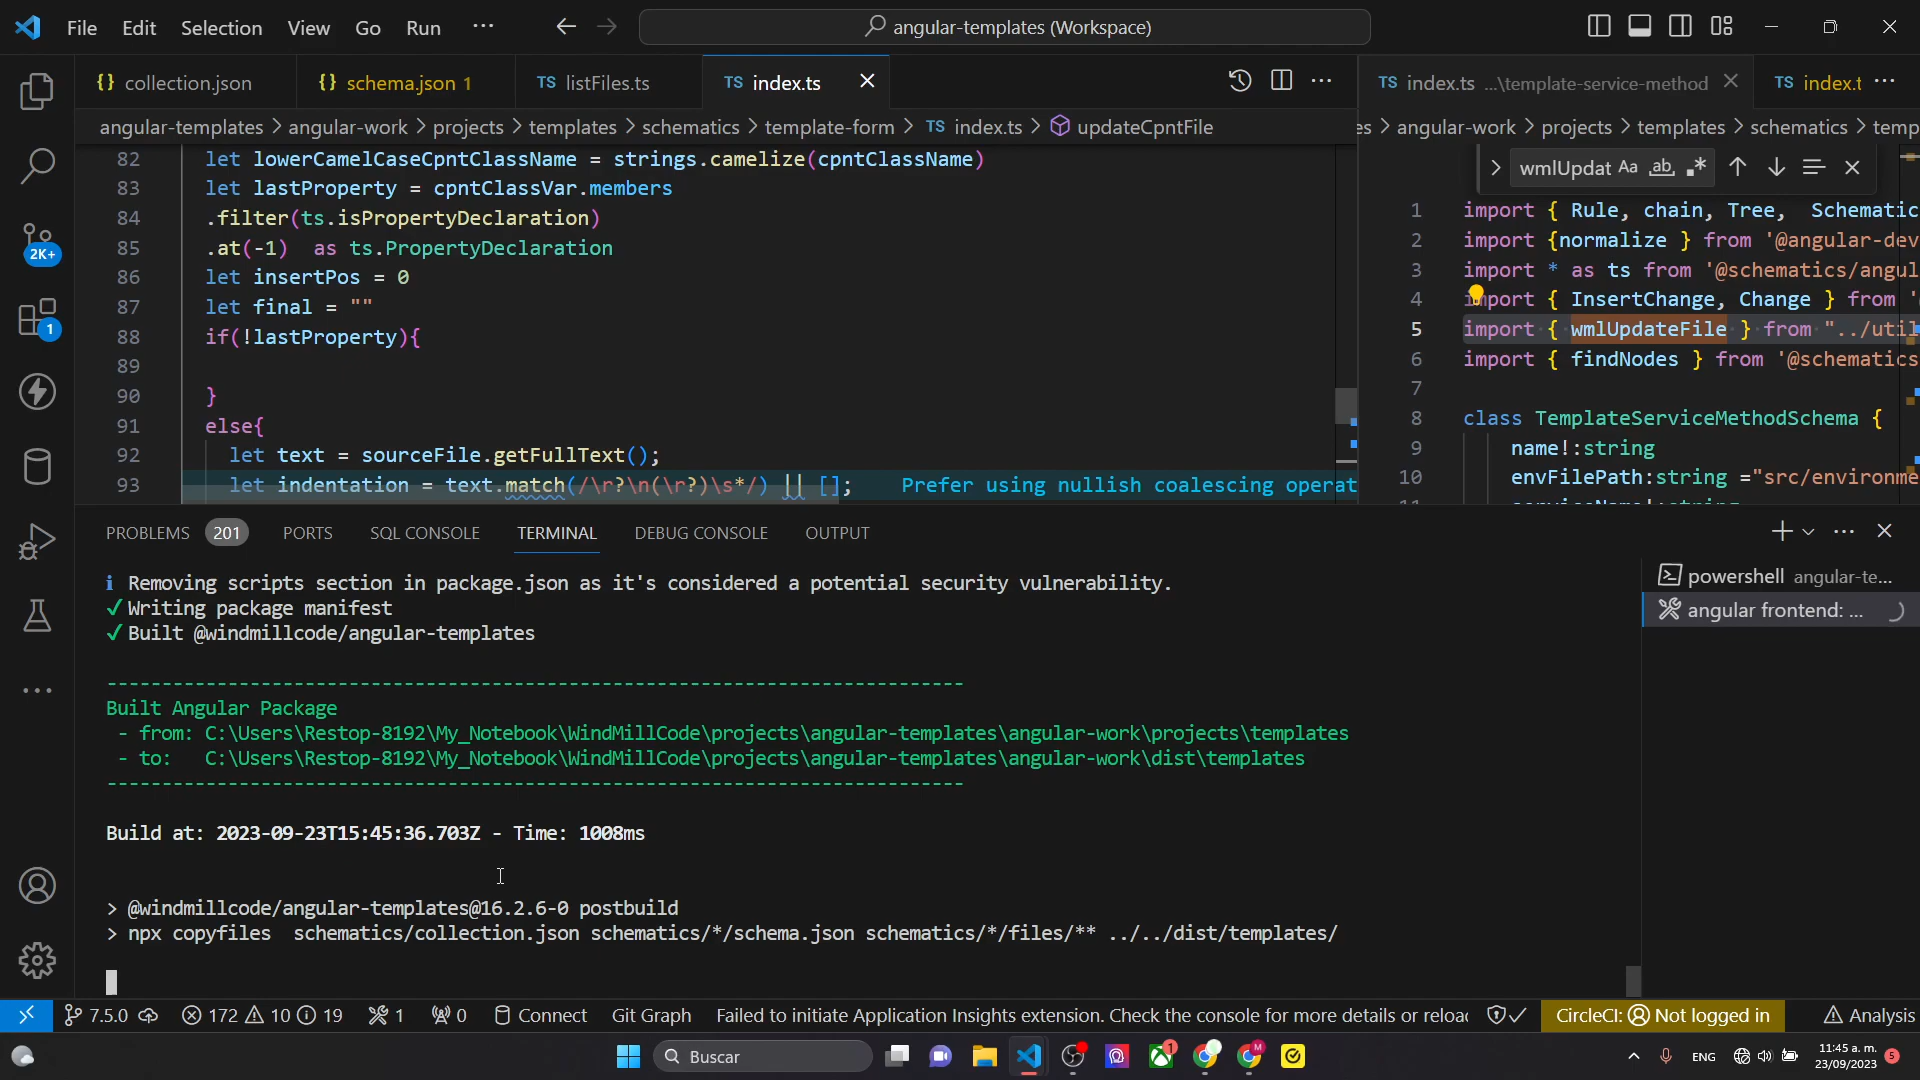 File Edit Selection View Go Run ···
angular-templates (Workspace)
{} collection.json
{} schema.json 1
TS listFiles.ts
TS index.ts
TS index.ts ...\template-service-method
TS index.t ···
angular-templates > angular-work > projects > templates > schematics > template-form > TS index.ts > updateCpntFile
es > angular-work > projects > templates > schematics > temp
wmlUpdat Aa ab .*
82 let lowerCamelCaseCpntClassName = strings.camelize(cpntClassName)
83 let lastProperty = cpntClassVar.members
84 .filter(ts.isPropertyDeclaration)
85 .at(-1)  as ts.PropertyDeclaration
86 let insertPos = 0
87 let final = ""
88 if(!lastProperty){
89
90 }
91 else{
92 let text = sourceFile.getFullText();
93 let indentation = text.match(/\r?\n(\r?)\s*/) || [];    Prefer using nullish coalescing operat
1 import { Rule, chain, Tree,  Schematic
2 import {normalize } from '@angular-dev
3 import * as ts from '@schematics/angul
4 import { InsertChange, Change } from '
5 import { wmlUpdateFile } from "../util
6 import { findNodes } from '@schematics
7
8 class TemplateServiceMethodSchema {
9 name!:string
10 envFilePath:string ="src/environme
2K+
1
PROBLEMS 201 PORTS SQL CONSOLE TERMINAL DEBUG CONSOLE OUTPUT
powershell angular-te...
angular frontend: ...
i Removing scripts section in package.json as it's considered a potential security vulnerability.
✓ Writing package manifest
✓ Built @windmillcode/angular-templates
------------------------------------------------------------------------------
Built Angular Package
- from: C:\Users\Restop-8192\My_Notebook\WindMillCode\projects\angular-templates\angular-work\projects\templates
- to:   C:\Users\Restop-8192\My_Notebook\WindMillCode\projects\angular-templates\angular-work\dist\templates
------------------------------------------------------------------------------
Build at: 2023-09-23T15:45:36.703Z - Time: 1008ms
> @windmillcode/angular-templates@16.2.6-0 postbuild
> npx copyfiles  schematics/collection.json schematics/*/schema.json schematics/*/files/** ../../dist/templates/
7.5.0 172 10 19 1 0 Connect Git Graph Failed to initiate Application Insights extension. Check the console for more details or reloa CircleCI: Not logged in Analysis
Buscar
1
M
ENG
11:45 a. m.
23/09/2023
5